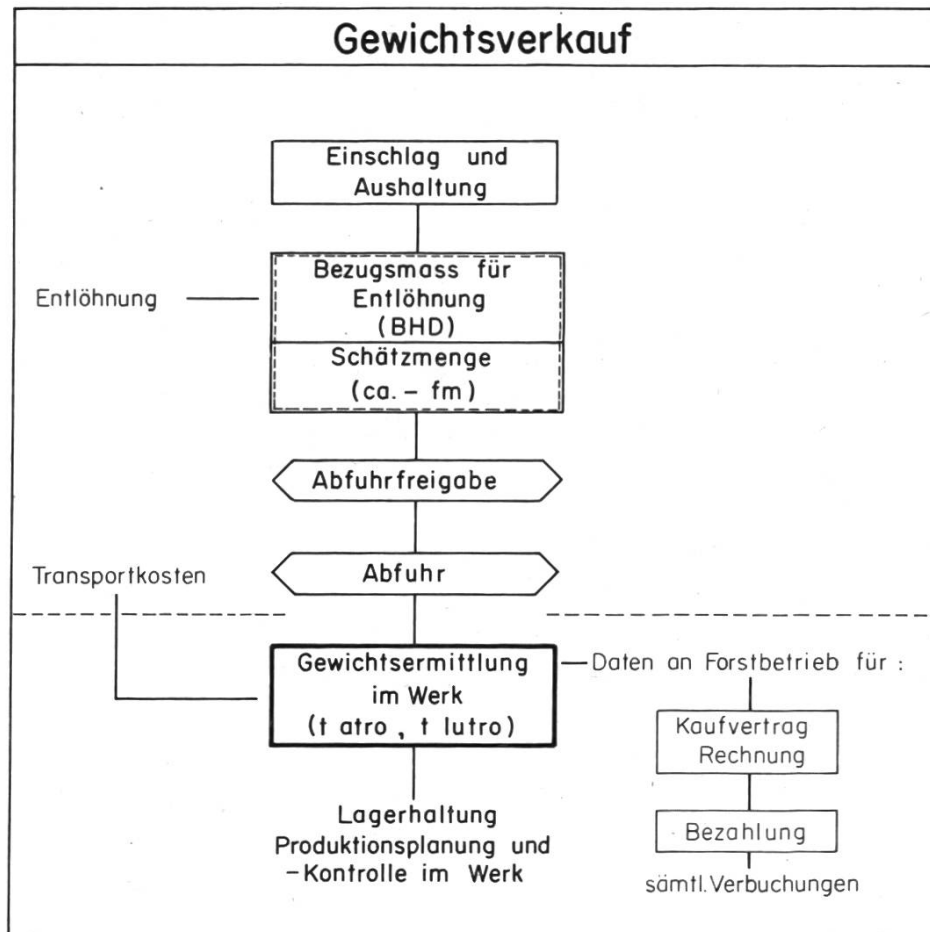 Gewichtsverkauf
Einschlag und
Aushaltung
Bezugsmass für
Entlöhnung
(BHD)
Entlöhnung
Schätzmenge
(ca. – fm)
Abfuhrfreigabe
Abfuhr
Transportkosten
Gewichtsermittlung
im Werk
(t atro , t lutro)
Daten an Forstbetrieb für :
Kaufvertrag
Rechnung
Bezahlung
sämtl. Verbuchungen
Lagerhaltung
Produktionsplanung und
-Kontrolle im Werk